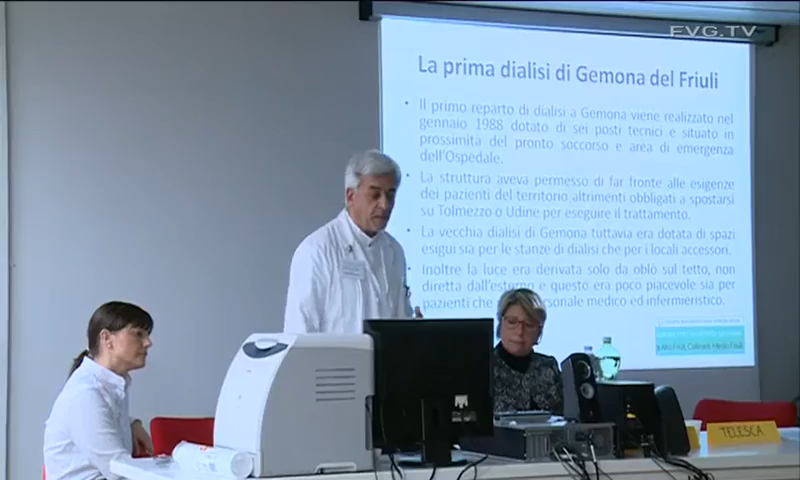 FVG.TV
La prima dialisi di Gemona del Friuli
• Il primo reparto di dialisi a Gemona viene realizzato nel
gennaio 1988 dotato di sei posti tecnici e situato in
prossimità del pronto soccorso e area di emergenza
dell'Ospedale.
• La struttura aveva permesso di far fronte alle esigenze
dei pazienti del territorio altrimenti obbligati a spostarsi
su Tolmezzo o Udine per eseguire il trattamento.
• La vecchia dialisi di Gemona tuttavia era dotata di spazi
esigui sia per le stanze di dialisi che per i locali accessori.
• Inoltre la luce era derivata solo da oblò sul tetto, non
diretta dall'esterno e questo era poco piacevole sia per
pazienti che personale medico ed infermieristico.
Alto Friuli, Collinare, Medio Friuli
TELESCA